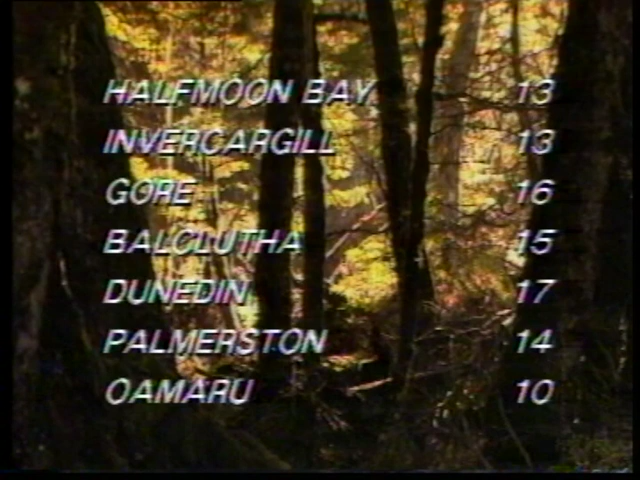 HALFMOON BAY 13
INVERCARGILL 13
GORE 16
BALCLUTHA 15
DUNEDIN 17
PALMERSTON 14
OAMARU 10